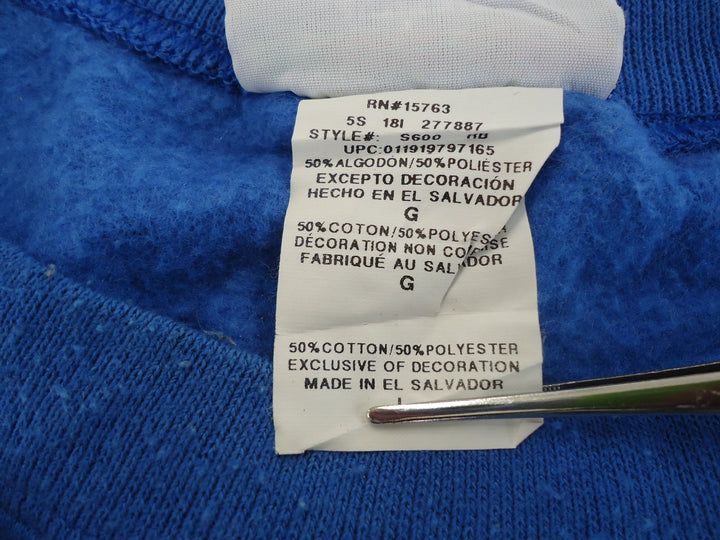 RN#15763
5S 18I 277887
STYLE#: S600 HB
UPC:011919797165
50%ALGODÓN/50%POLIÉSTER
EXCEPTO DECORACIÓN
HECHO EN EL SALVADOR
G
50%COTON/50%POLYES
DÉCORATION NON
FABRIQUÉ AU SALVADOR
G
50%COTTON/50%POLYESTER
EXCLUSIVE OF DECORATION
MADE IN EL SALVADOR